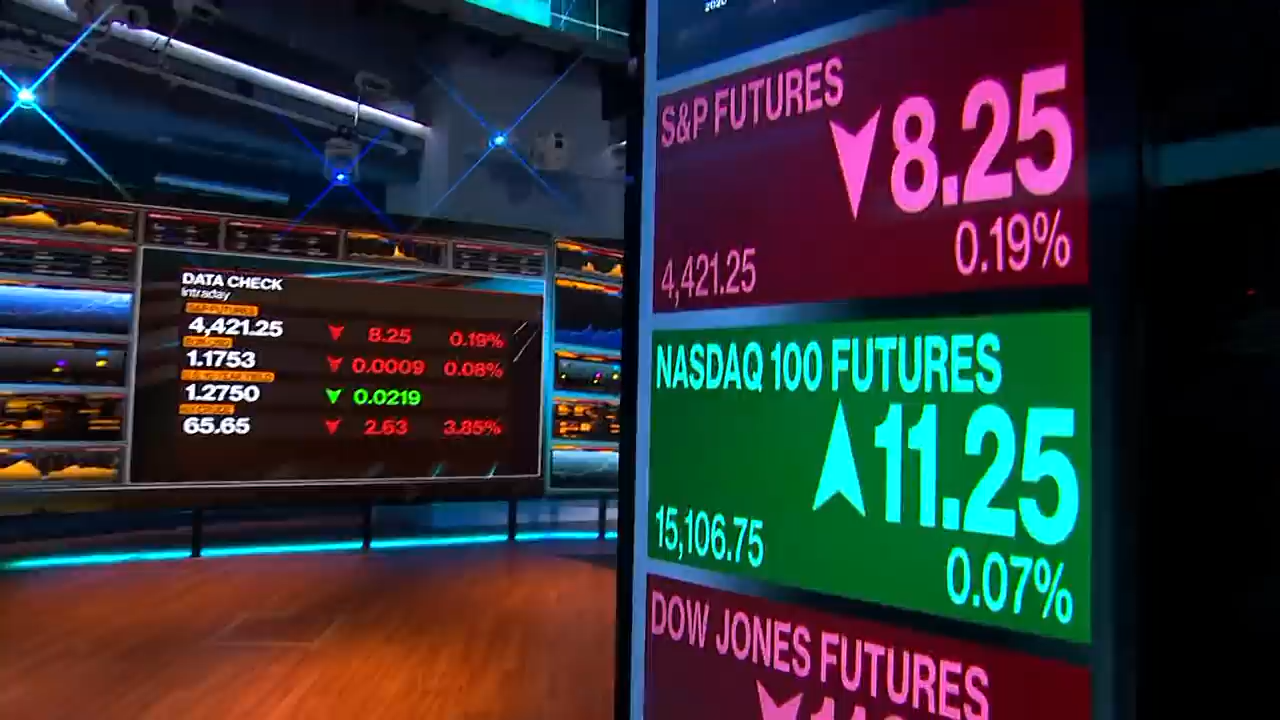 DATA CHECK
Intraday
S&P FUTURES
4,421.25 8.25 0.19%
1.1753 0.0009 0.08%
1.2750 0.0219
65.65 2.63 3.85%
2020
S&P FUTURES
8.25
0.19%
4,421.25
NASDAQ 100 FUTURES
11.25
0.07%
15,106.75
DOW JONES FUTURES